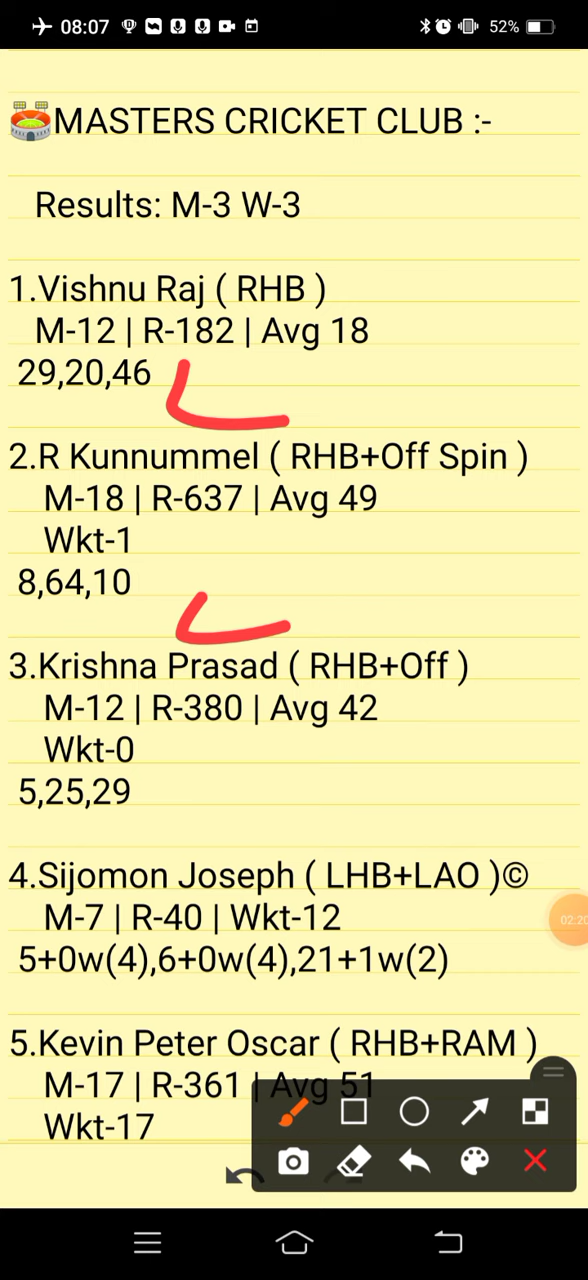 08:07
52%
MASTERS CRICKET CLUB :-
Results: M-3 W-3
1.Vishnu Raj ( RHB )
M-12 | R-182 | Avg 18
29,20,46
2.R Kunnummel ( RHB+Off Spin )
M-18 | R-637 | Avg 49
Wkt-1
8,64,10
3.Krishna Prasad ( RHB+Off )
M-12 | R-380 | Avg 42
Wkt-0
5,25,29
4.Sijomon Joseph ( LHB+LAO )©
M-7 | R-40 | Wkt-12
5+0w(4),6+0w(4),21+1w(2)
02:20
5.Kevin Peter Oscar ( RHB+RAM )
M-17 | R-361 | Avg 51
Wkt-17